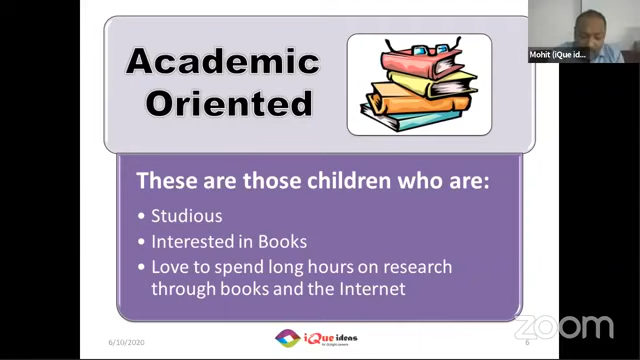 Mohit (iQue id...
Academic
Oriented
These are those children who are:
• Studious
• Interested in Books
• Love to spend long hours on research
through books and the Internet
6/10/2020
iQue ideas
6
zoom